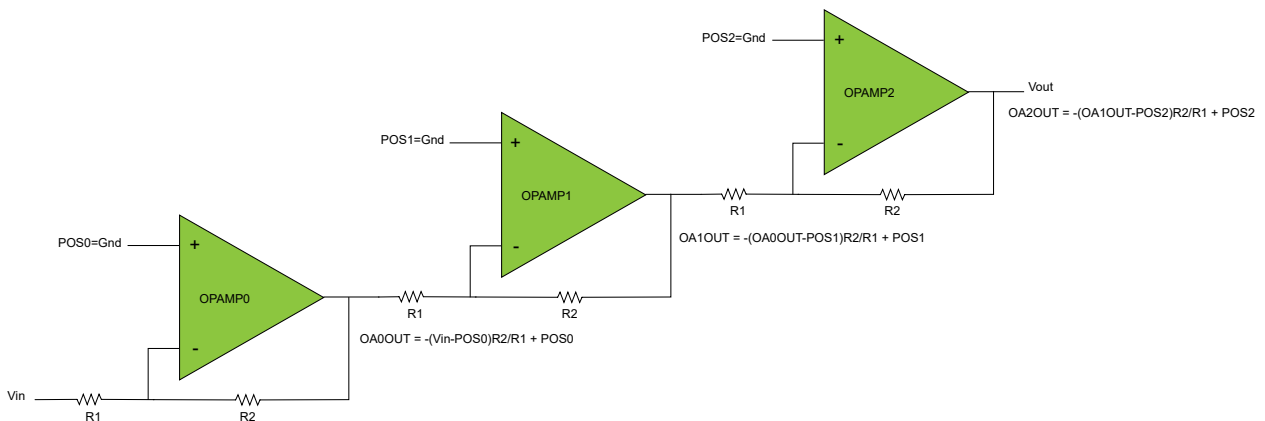 POS2=Gnd
+
OPAMP2
-
Vout
OA2OUT = -(OA1OUT-POS2)R2/R1 + POS2
R1
R2
POS1=Gnd
+
OPAMP1
-
OA1OUT = -(OA0OUT-POS1)R2/R1 + POS1
R1
R2
POS0=Gnd
+
OPAMP0
-
OA0OUT = -(Vin-POS0)R2/R1 + POS0
Vin
R1
R2